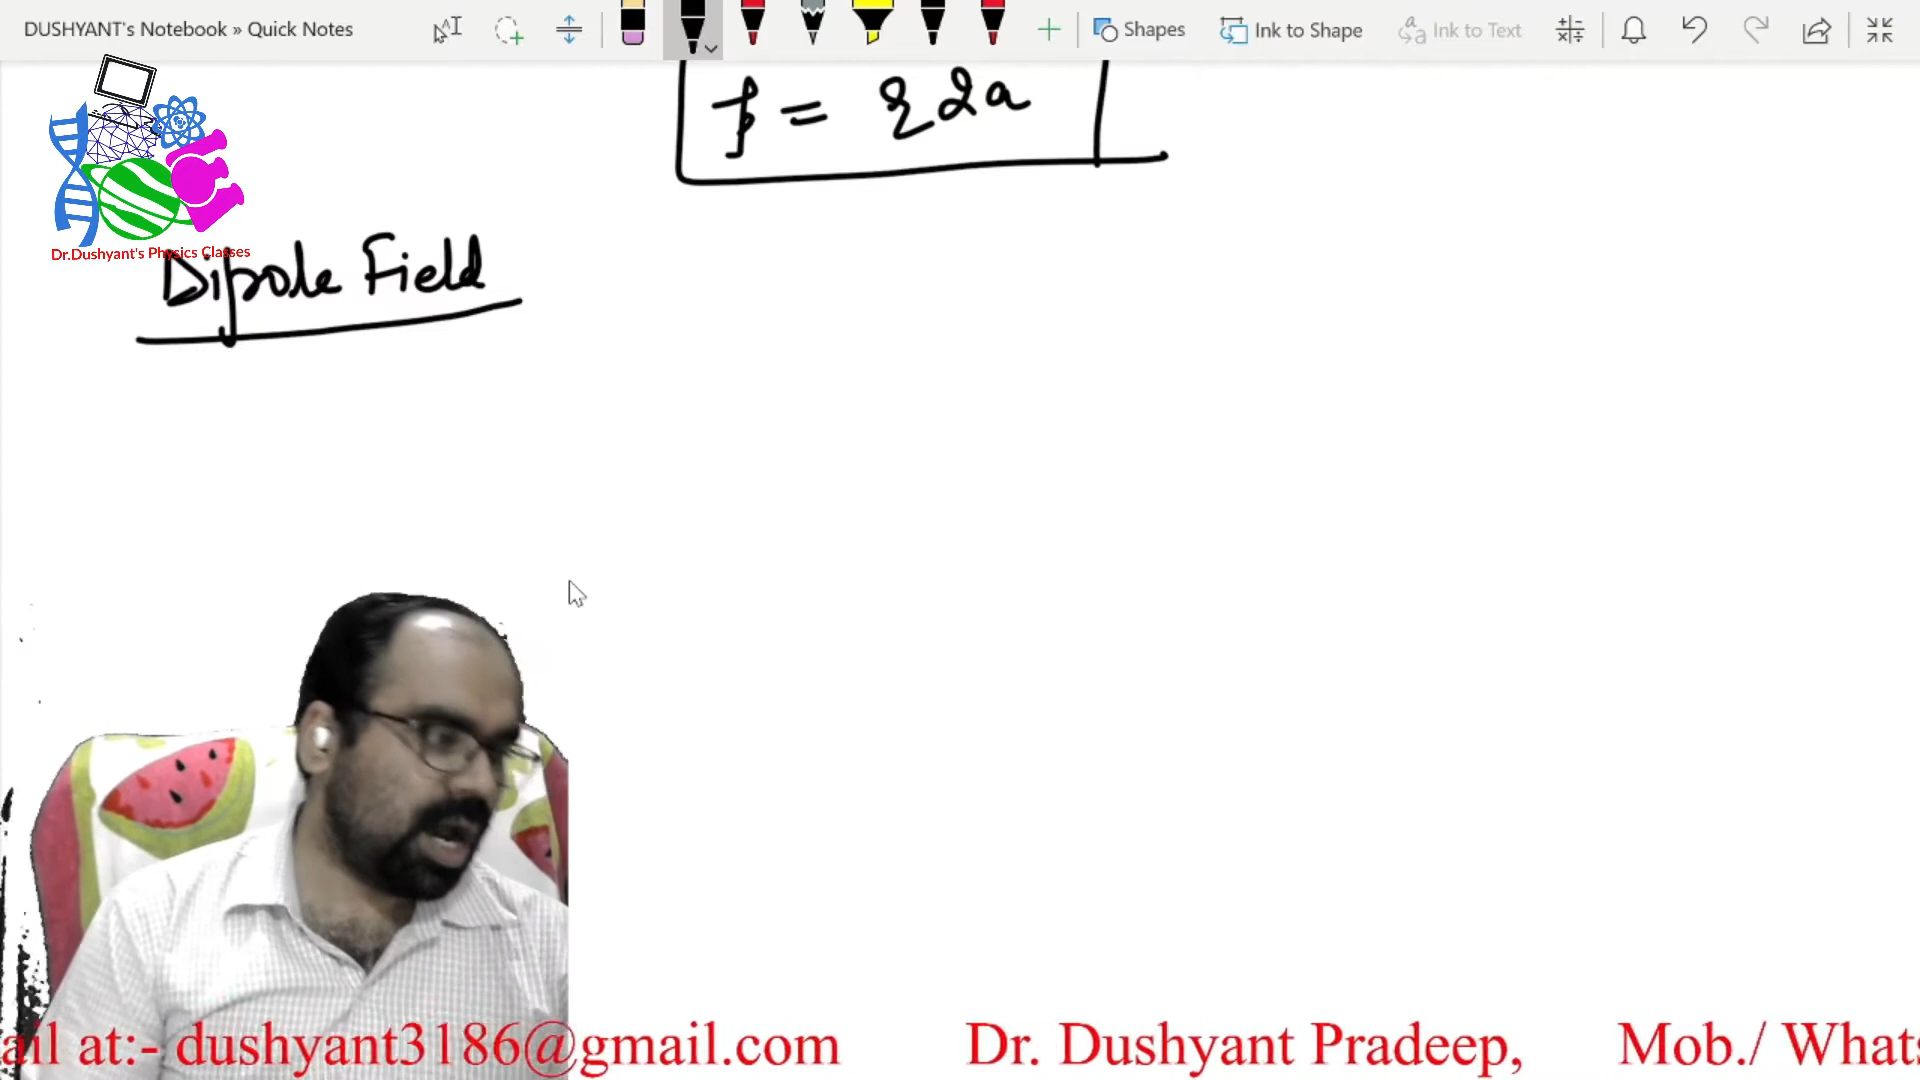 DUSHYANT's Notebook » Quick Notes
Shapes
Ink to Shape
Ink to Text
p = q2a
Dr.Dushyant's Physics Classes
Dipole Field
ail at:- dushyant3186@gmail.com Dr. Dushyant Pradeep, Mob./ Whats